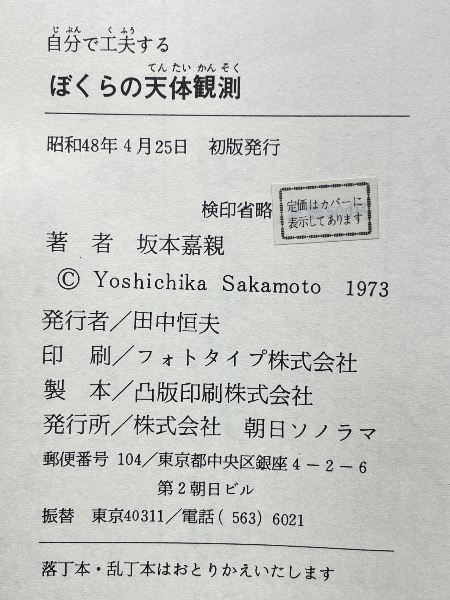 じぶん くふう
自分で工夫する
てんたいかんそく
ぼくらの天体観測
昭和48年4月25日 初版発行
検印省略
定価はカバーに
表示してあります
著 者 坂本嘉親
© Yoshichika Sakamoto 1973
発行者/田中恒夫
印 刷/フォトタイプ株式会社
製 本/凸版印刷株式会社
発行所/株式会社 朝日ソノラマ
郵便番号 104/東京都中央区銀座4-2-6
第2朝日ビル
振替 東京40311/電話(563)6021
落丁本・乱丁本はおとりかえいたします